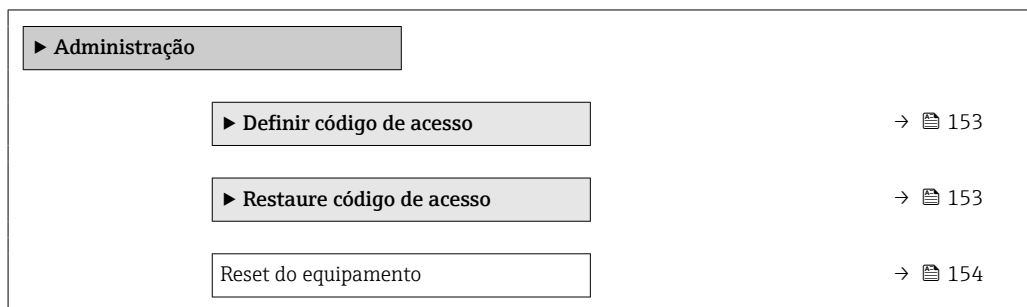 ▶ Administração
▶ Definir código de acesso → 153
▶ Restaure código de acesso → 153
Reset do equipamento → 154